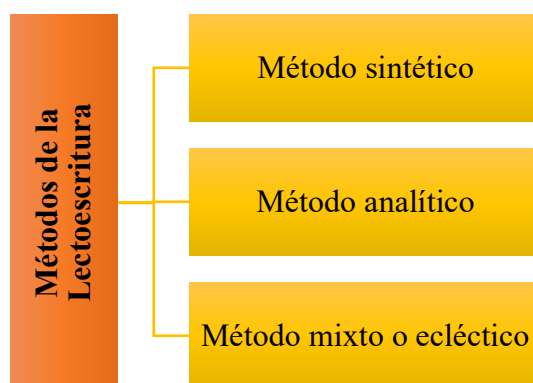 Métodos de la
Lectoescritura
Método sintético
Método analítico
Método mixto o ecléctico